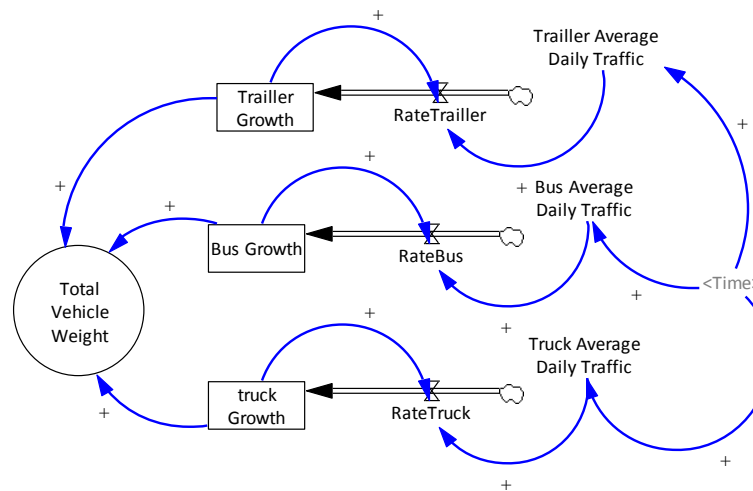 +
Trailler Average
Daily Traffic
Trailler
Growth
RateTrailler
+
+
+
+
+ Bus Average
Daily Traffic
Bus Growth
RateBus
<Time>
+
Total
Vehicle
Weight
+
+
Truck Average
Daily Traffic
truck
Growth
RateTruck
+
+
+